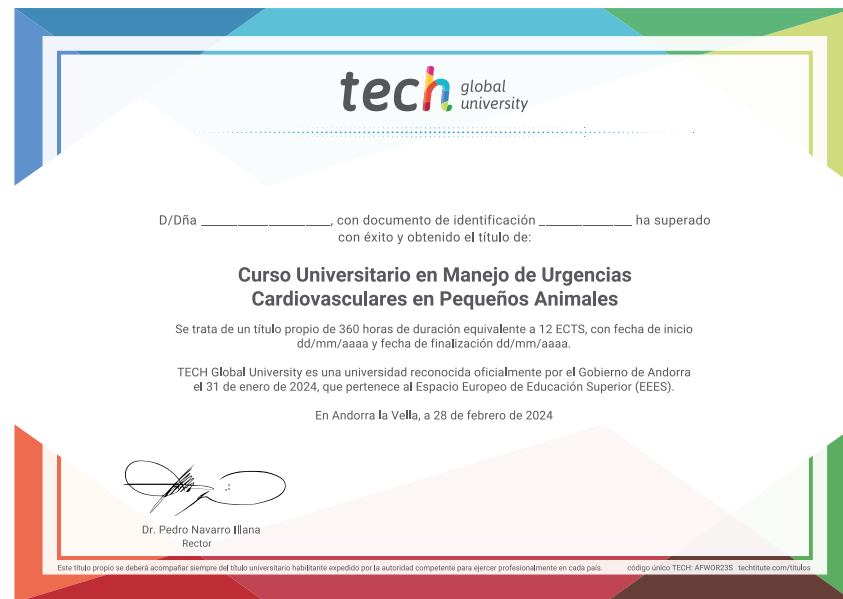 tech global university
D/Dña ____________________, con documento de identificación ______________ ha superado
con éxito y obtenido el título de:
Curso Universitario en Manejo de Urgencias
Cardiovasculares en Pequeños Animales
Se trata de un título propio de 360 horas de duración equivalente a 12 ECTS, con fecha de inicio
dd/mm/aaaa y fecha de finalización dd/mm/aaaa.
TECH Global University es una universidad reconocida oficialmente por el Gobierno de Andorra
el 31 de enero de 2024, que pertenece al Espacio Europeo de Educación Superior (EEES).
En Andorra la Vella, a 28 de febrero de 2024
Dr. Pedro Navarro Illana
Rector
Este título propio se deberá acompañar siempre del título universitario habilitante expedido por la autoridad competente para ejercer profesionalmente en cada país. código único TECH: AFWOR23S techtitute.com/titulos